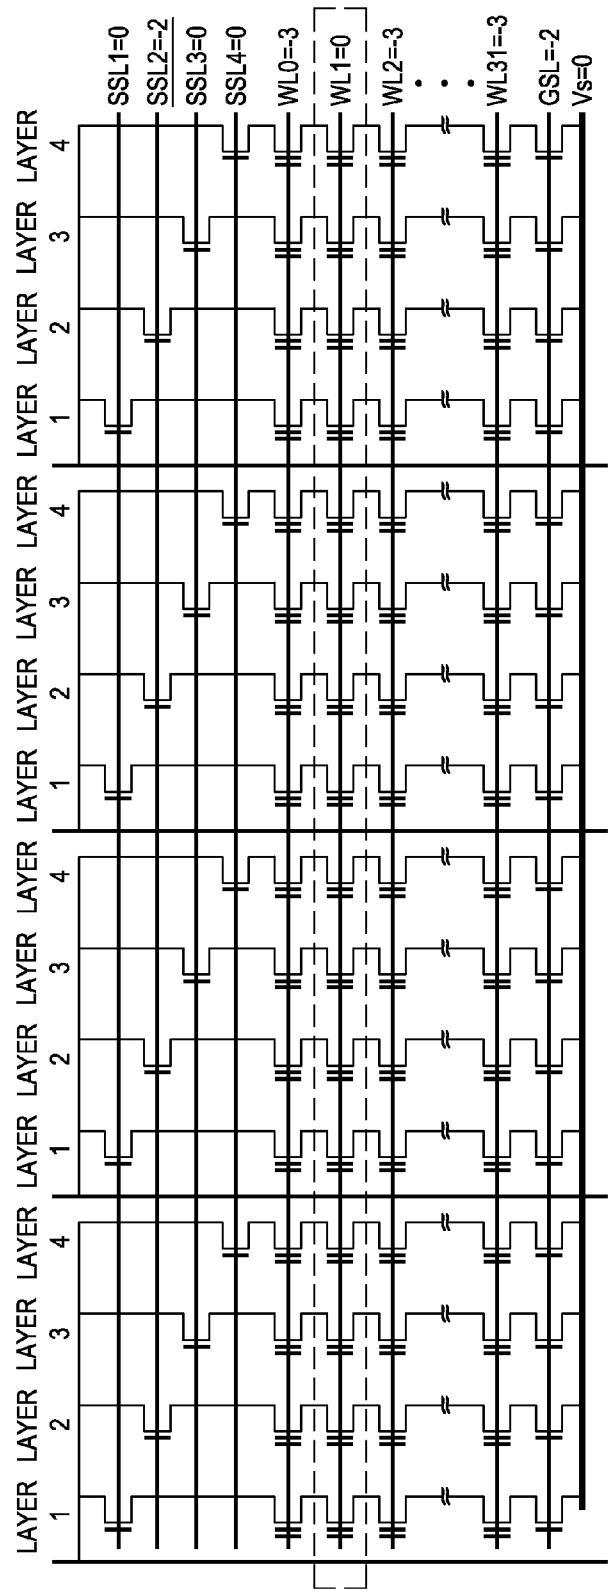 LAYER LAYER LAYER LAYER LAYER LAYER LAYER LAYER LAYER LAYER LAYER LAYER LAYER LAYER LAYER LAYER
1 2 3 4 1 2 3 4 1 2 3 4 1 2 3 4
SSL1=0
SSL2=-2
SSL3=0
SSL4=0
WL0=-3
WL1=0
WL2=-3
. . .
WL31=-3
GSL=-2
Vs=0